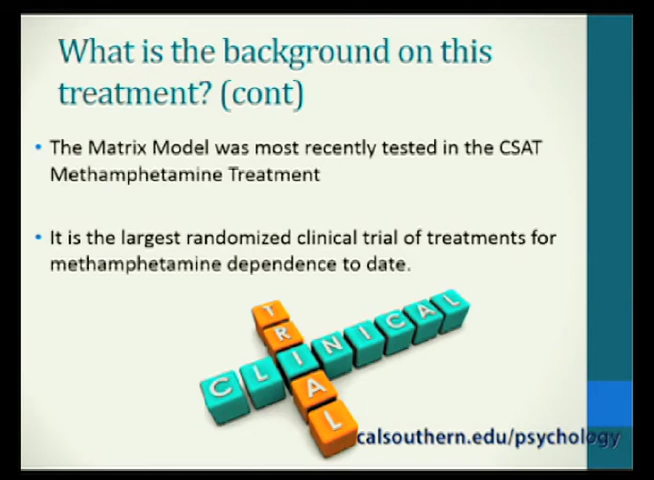 What is the background on this
treatment? (cont)
• The Matrix Model was most recently tested in the CSAT
Methamphetamine Treatment
• It is the largest randomized clinical trial of treatments for
methamphetamine dependence to date.
TRIAL
CLINICAL
calsouthern.edu/psychology